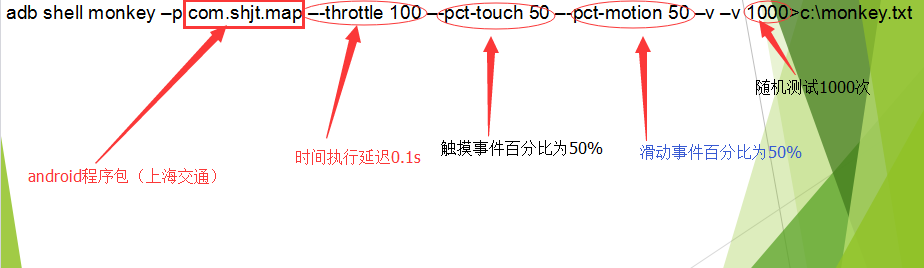 adb shell monkey –p com.shjt.map —-throttle 100 —-pct-touch 50 —-pct-motion 50 –v –v 1000>c:\monkey.txt
随机测试1000次
时间执行延迟0.1s
触摸事件百分比为50%
滑动事件百分比为50%
android程序包（上海交通）